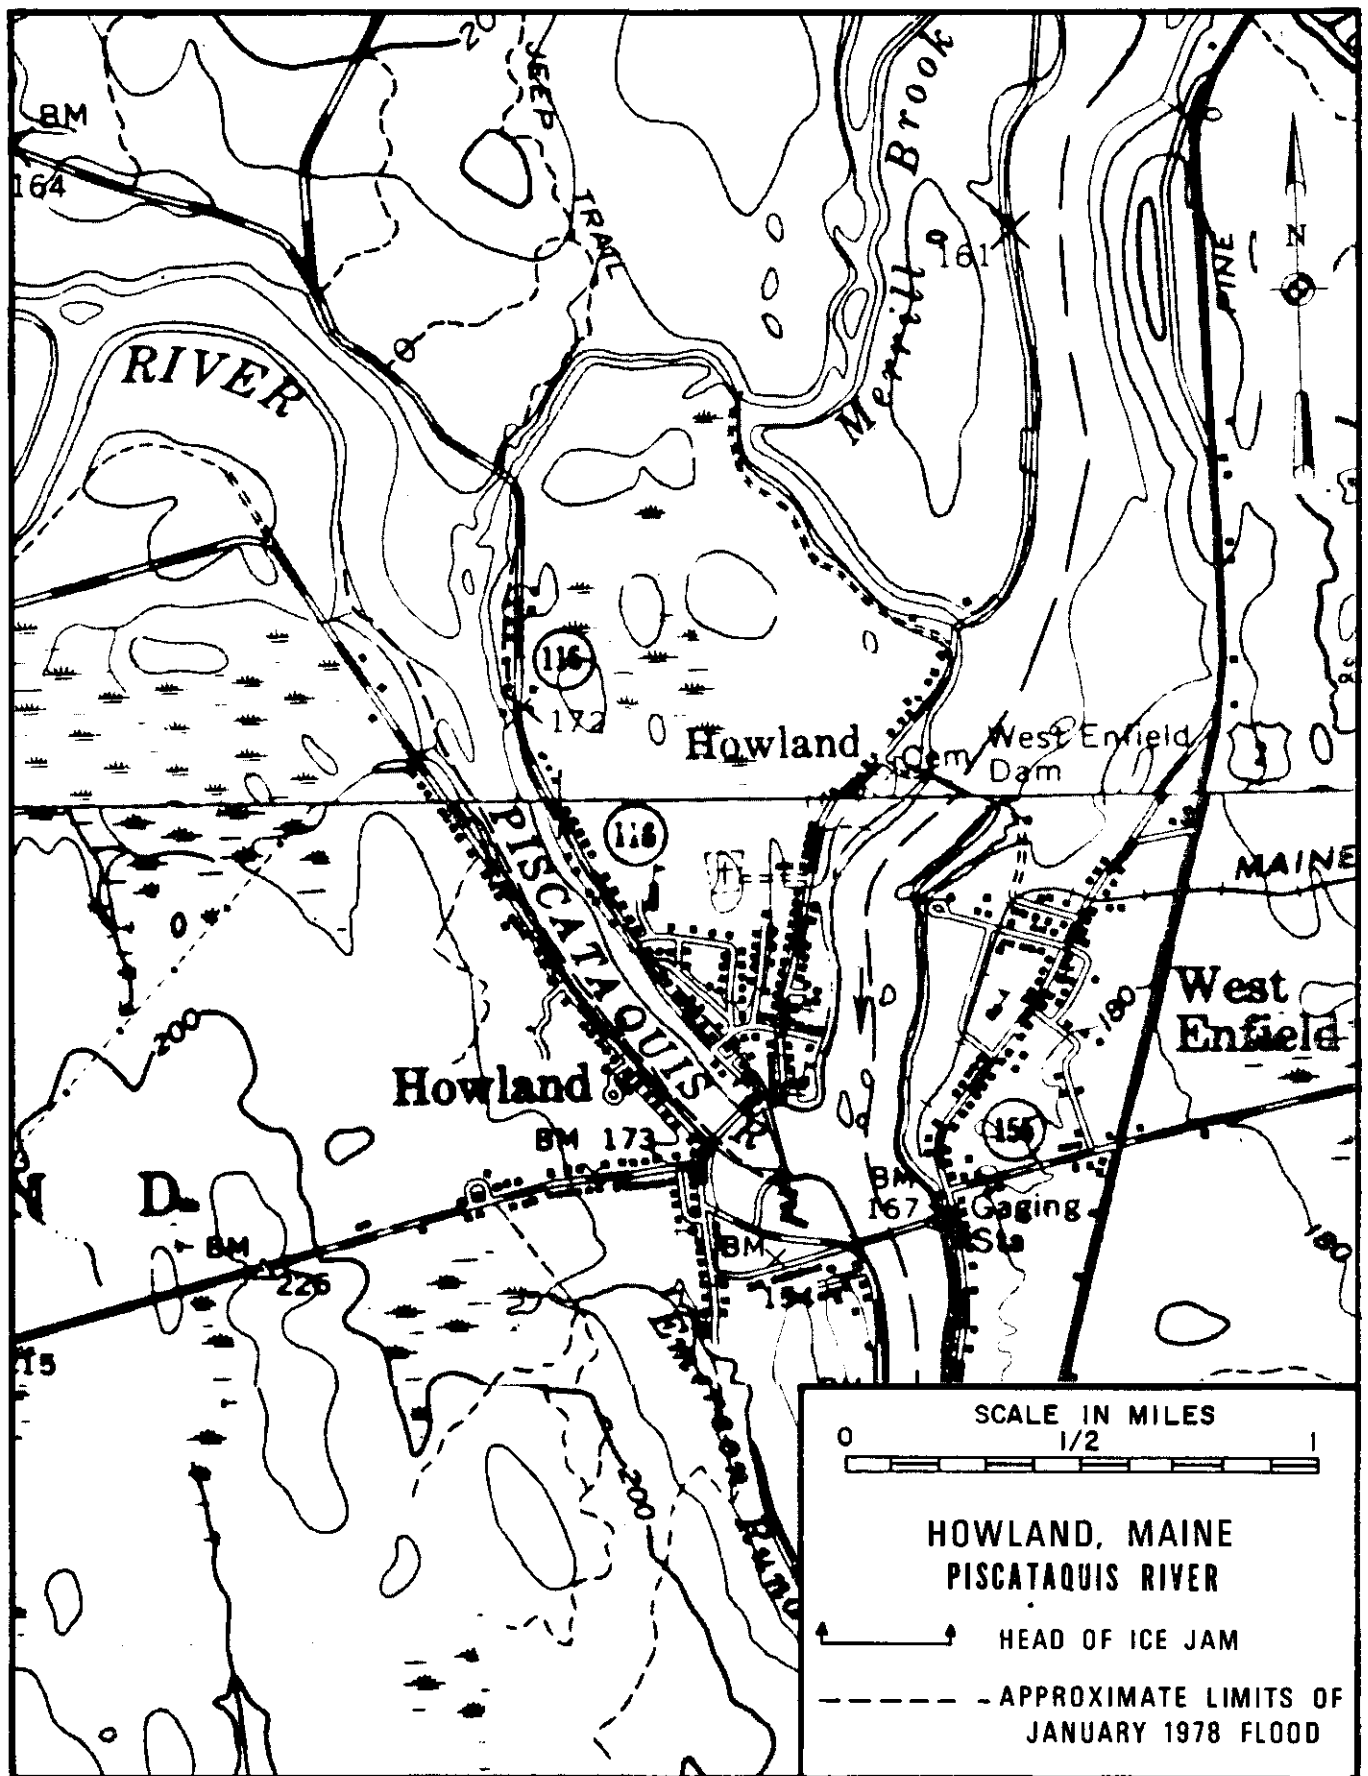 20
JEEP
TRAIL
BM
164
Merrill Brook
161
PINE
N
RIVER
116
172
Howland
West Enfield
Dam
116
MAINE
PISCATAQUIS R
West
Enfield
180
200
Howland
BM 173
155
BM
167
Gaging
Sta
D
BM
226
BM
15
180
200
SCALE IN MILES
0 1/2 1
HOWLAND, MAINE
PISCATAQUIS RIVER
HEAD OF ICE JAM
APPROXIMATE LIMITS OF
JANUARY 1978 FLOOD